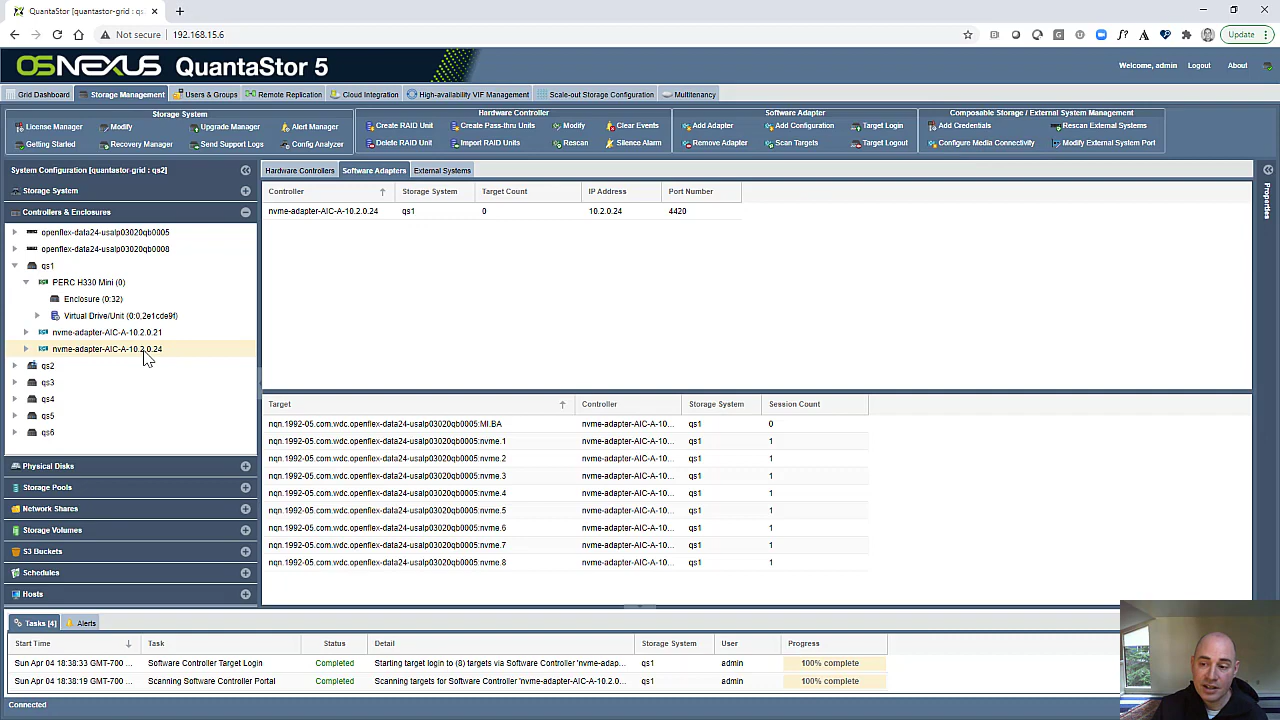 QuantaStor [quantastor-grid : qs
Not secure
192.168.15.6
Update
OSNEXUS QuantaStor 5
Welcome, admin
Logout
About
Grid Dashboard
Storage Management
Users & Groups
Remote Replication
Cloud Integration
High-availability VIF Management
Scale-out Storage Configuration
Multitenancy
Storage System
Hardware Controller
Software Adapter
Composable Storage / External System Management
License Manager
Modify
Upgrade Manager
Alert Manager
Create RAID Unit
Create Pass-thru Units
Modify
Clear Events
Add Adapter
Add Configuration
Target Login
Add Credentials
Rescan External Systems
Getting Started
Recovery Manager
Send Support Logs
Config Analyzer
Delete RAID Unit
Import RAID Units
Rescan
Silence Alarm
Remove Adapter
Scan Targets
Target Logout
Configure Media Connectivity
Modify External System Port
System Configuration [quantastor-grid : qs2]
Storage System
Controllers & Enclosures
openflex-data24-usalp03020qb0005
openflex-data24-usalp03020qb0008
qs1
PERC H330 Mini (0)
Enclosure (0:32)
Virtual Drive/Unit (0:0,2e1cde9f)
nvme-adapter-AIC-A-10.2.0.21
nvme-adapter-AIC-A-10.2.0.24
qs2
qs3
qs4
qs5
qs6
Physical Disks
Storage Pools
Network Shares
Storage Volumes
S3 Buckets
Schedules
Hosts
Hardware Controllers
Software Adapters
External Systems
Controller
Storage System
Target Count
IP Address
Port Number
nvme-adapter-AIC-A-10.2.0.24
qs1
0
10.2.0.24
4420
Properties
Target
Controller
Storage System
Session Count
nqn.1992-05.com.wdc.openflex-data24-usalp03020qb0005:MI.BA
nvme-adapter-AIC-A-10...
qs1
0
nqn.1992-05.com.wdc.openflex-data24-usalp03020qb0005:nvme.1
nvme-adapter-AIC-A-10...
qs1
1
nqn.1992-05.com.wdc.openflex-data24-usalp03020qb0005:nvme.2
nvme-adapter-AIC-A-10...
qs1
1
nqn.1992-05.com.wdc.openflex-data24-usalp03020qb0005:nvme.3
nvme-adapter-AIC-A-10...
qs1
1
nqn.1992-05.com.wdc.openflex-data24-usalp03020qb0005:nvme.4
nvme-adapter-AIC-A-10...
qs1
1
nqn.1992-05.com.wdc.openflex-data24-usalp03020qb0005:nvme.5
nvme-adapter-AIC-A-10...
qs1
1
nqn.1992-05.com.wdc.openflex-data24-usalp03020qb0005:nvme.6
nvme-adapter-AIC-A-10...
qs1
1
nqn.1992-05.com.wdc.openflex-data24-usalp03020qb0005:nvme.7
nvme-adapter-AIC-A-10...
qs1
1
nqn.1992-05.com.wdc.openflex-data24-usalp03020qb0005:nvme.8
nvme-adapter-AIC-A-10...
qs1
1
Tasks [4]
Alerts
Start Time
Task
Status
Detail
Storage System
User
Progress
Sun Apr 04 18:38:33 GMT-700 ...
Software Controller Target Login
Completed
Starting target login to (8) targets via Software Controller 'nvme-adap...
qs1
admin
100% complete
Sun Apr 04 18:38:19 GMT-700 ...
Scanning Software Controller Portal
Completed
Scanning targets for Software Controller 'nvme-adapter-AIC-A-10.2.0...
qs1
admin
100% complete
Connected